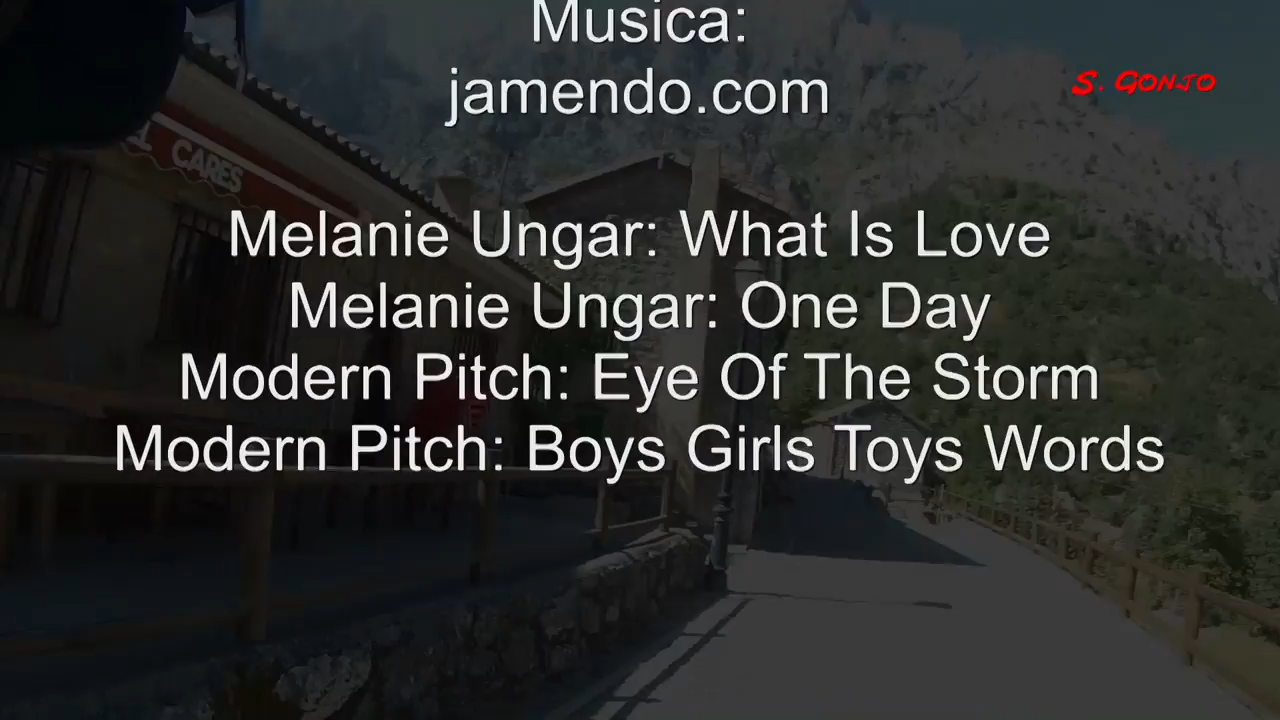 Musica:
jamendo.com
S. Gonjo
CARES
Melanie Ungar: What Is Love
Melanie Ungar: One Day
Modern Pitch: Eye Of The Storm
Modern Pitch: Boys Girls Toys Words